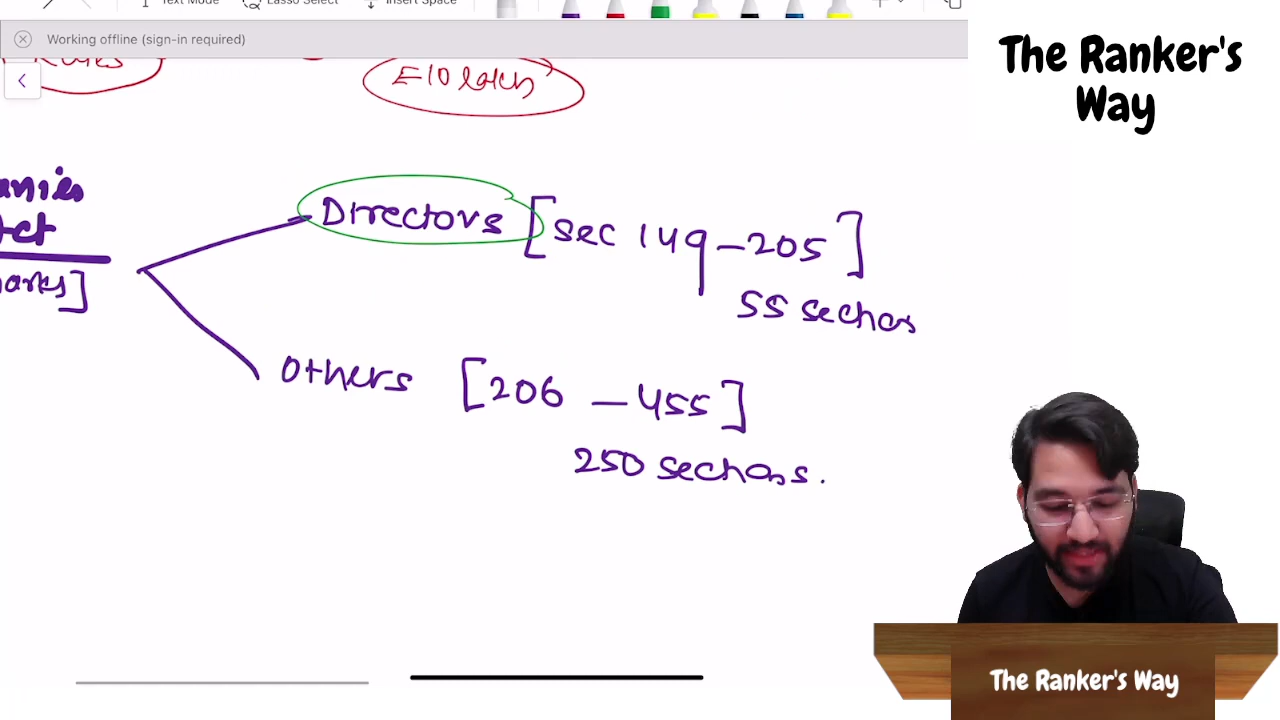 Text Mode
Lasso Select
Insert Space
Working offline (sign-in required)
The Ranker's
Way
Directors [sec 149-205]
55 sections
Others [206 - 455]
250 sections.
The Ranker's Way